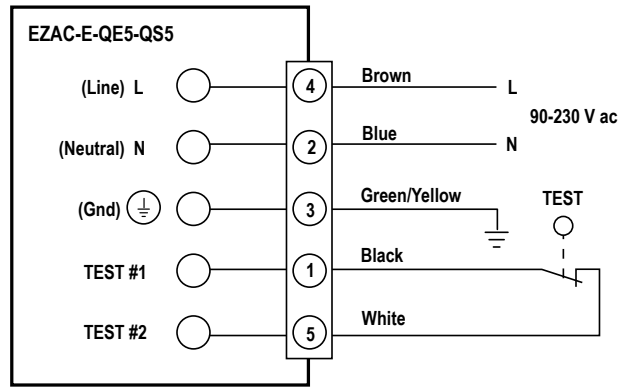 EZAC-E-QE5-QS5
(Line) L 4 Brown L
90-230 V ac
(Neutral) N 2 Blue N
(Gnd) 3 Green/Yellow
TEST
TEST #1 1 Black
TEST #2 5 White